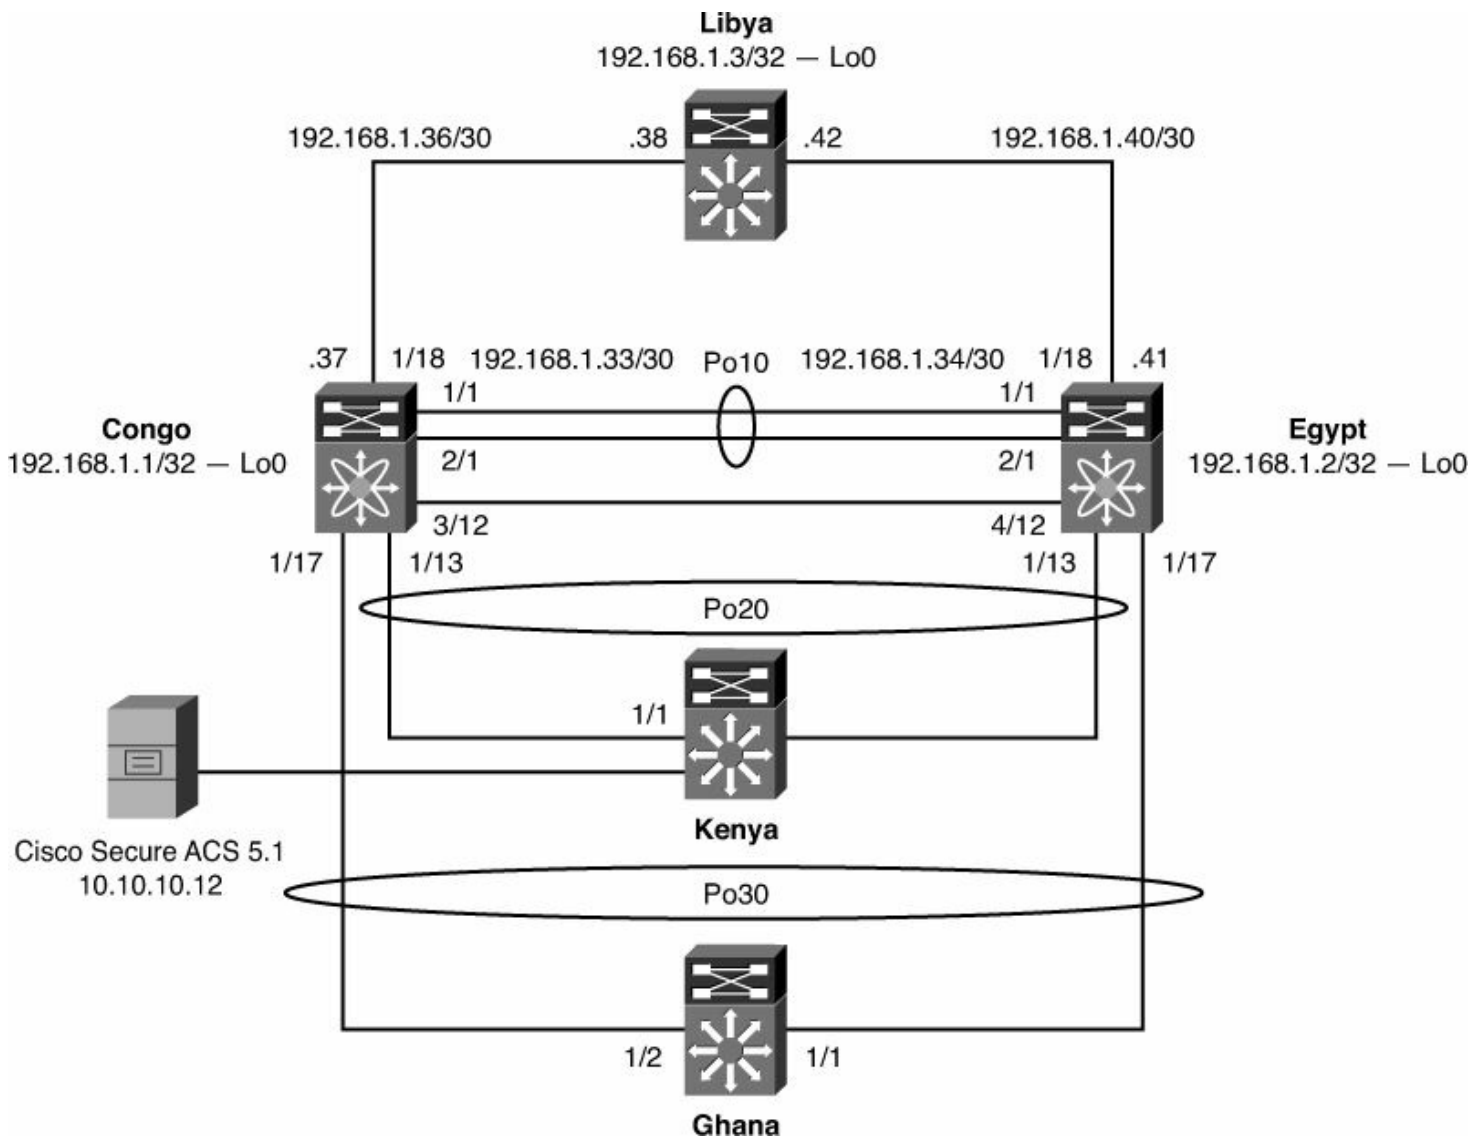 Libya
192.168.1.3/32 — Lo0
192.168.1.36/30
.38
.42
192.168.1.40/30
.37
1/18
192.168.1.33/30
Po10
192.168.1.34/30
1/18
.41
1/1
1/1
Congo
192.168.1.1/32 — Lo0
Egypt
192.168.1.2/32 — Lo0
2/1
2/1
3/12
4/12
1/17
1/13
1/13
1/17
Po20
1/1
Kenya
Cisco Secure ACS 5.1
10.10.10.12
Po30
1/2
1/1
Ghana